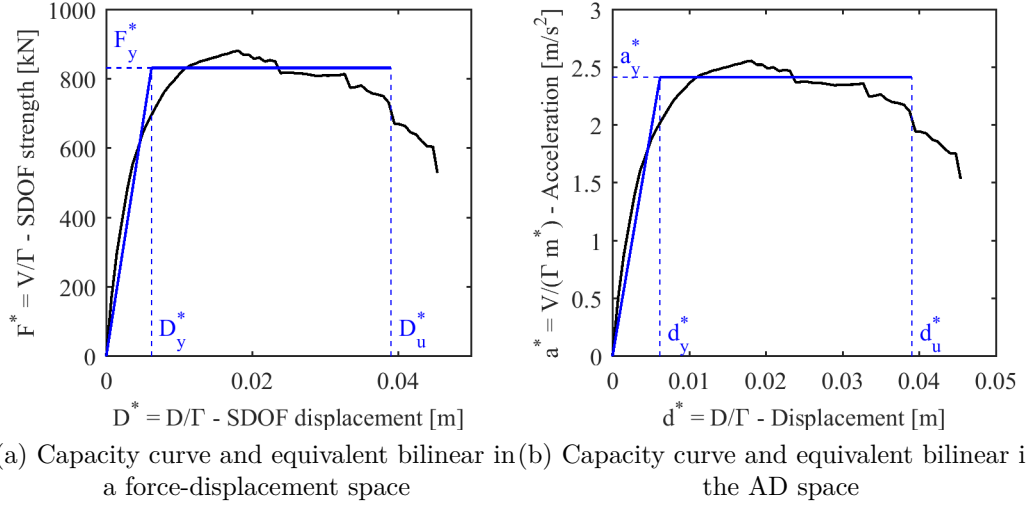 1000
800
600
400
200
0
F* = V/Γ - SDOF strength [kN]
F*y
D*y
D*u
0 0.02 0.04
D* = D/Γ - SDOF displacement [m]
3
2.5
2
1.5
1
0.5
0
a* = V/(Γ m*) - Acceleration [m/s²]
a*y
d*y
d*u
0 0.01 0.02 0.03 0.04 0.05
d* = D/Γ - Displacement [m]
a) Capacity curve and equivalent bilinear in
a force-displacement space
(b) Capacity curve and equivalent bilinear i
the AD space